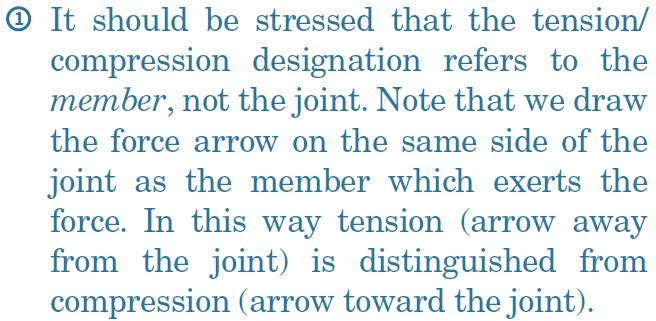 ① It should be stressed that the tension/
compression designation refers to the
member, not the joint. Note that we draw
the force arrow on the same side of the
joint as the member which exerts the
force. In this way tension (arrow away
from the joint) is distinguished from
compression (arrow toward the joint).